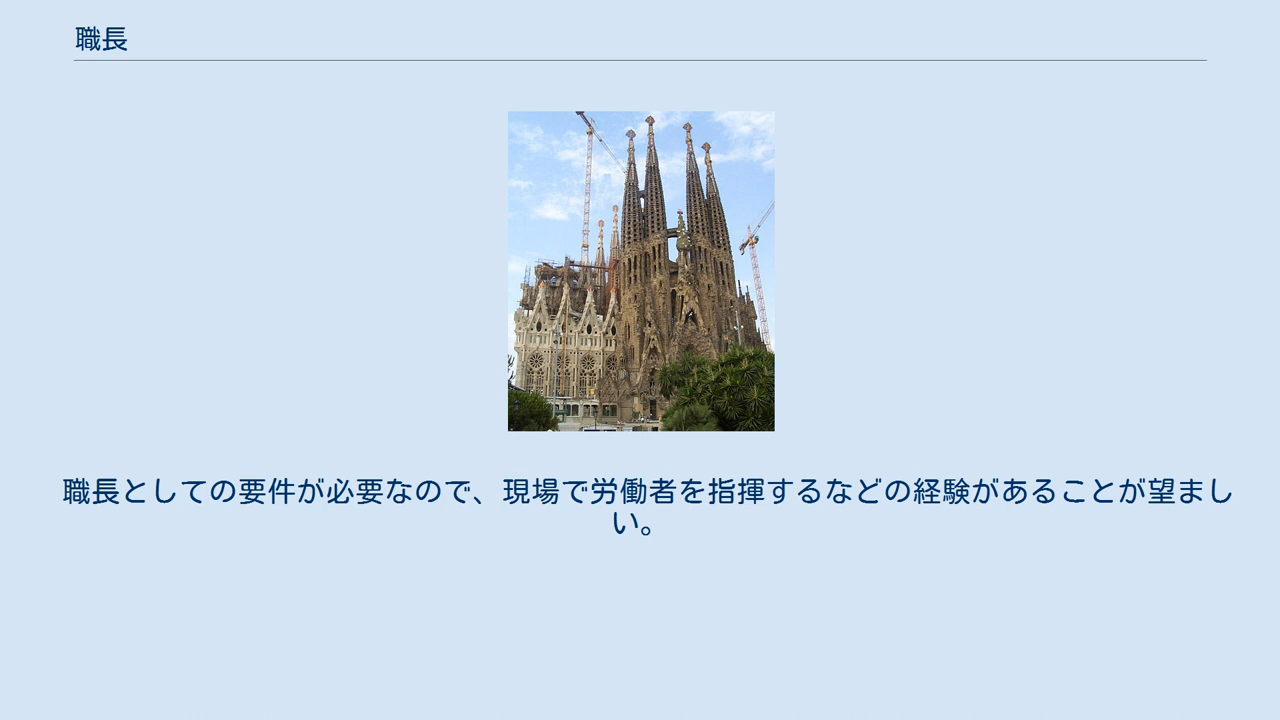 職長
職長としての要件が必要なので、現場で労働者を指揮するなどの経験があることが望まし
い。